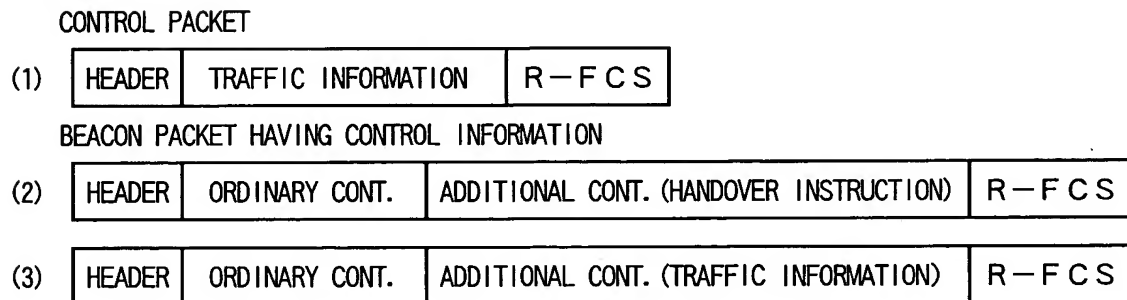 CONTROL PACKET
(1) HEADER TRAFFIC INFORMATION R-FCS
BEACON PACKET HAVING CONTROL INFORMATION
(2) HEADER ORDINARY CONT. ADDITIONAL CONT. (HANDOVER INSTRUCTION) R-FCS
(3) HEADER ORDINARY CONT. ADDITIONAL CONT. (TRAFFIC INFORMATION) R-FCS